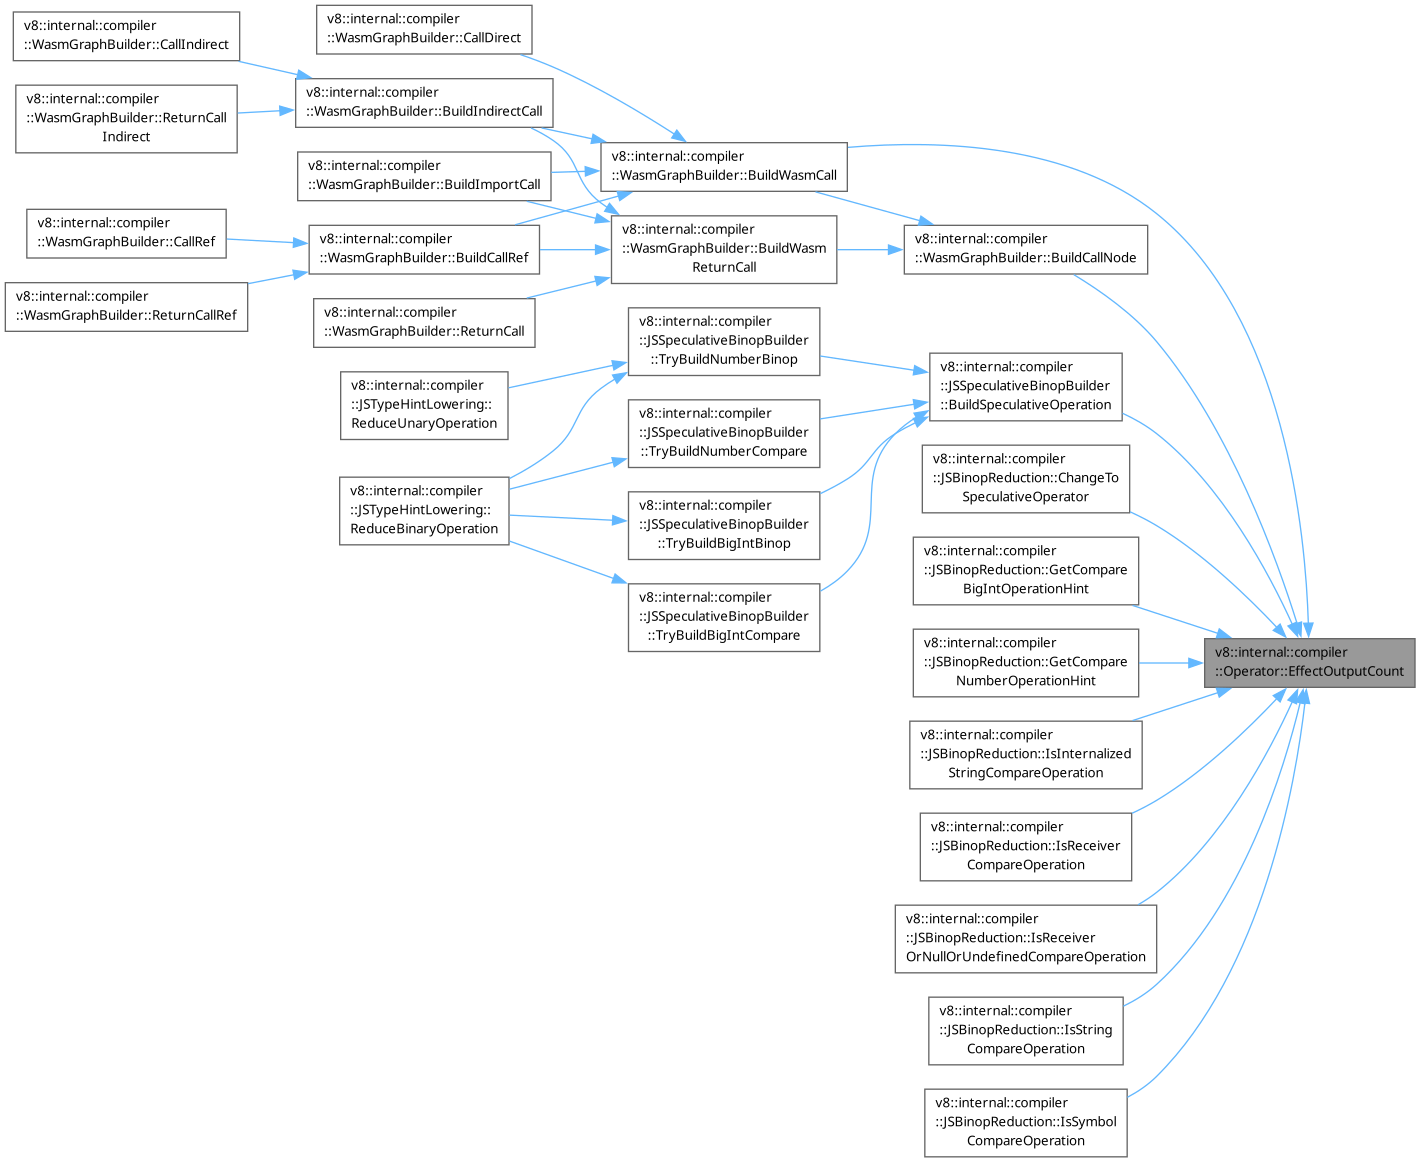 v8::internal::compiler
::WasmGraphBuilder::CallIndirect
v8::internal::compiler
::WasmGraphBuilder::CallDirect
v8::internal::compiler
::WasmGraphBuilder::ReturnCall
Indirect
v8::internal::compiler
::WasmGraphBuilder::BuildIndirectCall
v8::internal::compiler
::WasmGraphBuilder::BuildWasmCall
v8::internal::compiler
::WasmGraphBuilder::BuildImportCall
v8::internal::compiler
::WasmGraphBuilder::CallRef
v8::internal::compiler
::WasmGraphBuilder::BuildCallRef
v8::internal::compiler
::WasmGraphBuilder::BuildWasm
ReturnCall
v8::internal::compiler
::WasmGraphBuilder::BuildCallNode
v8::internal::compiler
::WasmGraphBuilder::ReturnCallRef
v8::internal::compiler
::WasmGraphBuilder::ReturnCall
v8::internal::compiler
::JSSpeculativeBinopBuilder
::TryBuildNumberBinop
v8::internal::compiler
::JSSpeculativeBinopBuilder
::BuildSpeculativeOperation
v8::internal::compiler
::JSTypeHintLowering::
ReduceUnaryOperation
v8::internal::compiler
::JSSpeculativeBinopBuilder
::TryBuildNumberCompare
v8::internal::compiler
::JSBinopReduction::ChangeTo
SpeculativeOperator
v8::internal::compiler
::JSTypeHintLowering::
ReduceBinaryOperation
v8::internal::compiler
::JSSpeculativeBinopBuilder
::TryBuildBigIntBinop
v8::internal::compiler
::JSBinopReduction::GetCompare
BigIntOperationHint
v8::internal::compiler
::JSSpeculativeBinopBuilder
::TryBuildBigIntCompare
v8::internal::compiler
::JSBinopReduction::GetCompare
NumberOperationHint
v8::internal::compiler
::Operator::EffectOutputCount
v8::internal::compiler
::JSBinopReduction::IsInternalized
StringCompareOperation
v8::internal::compiler
::JSBinopReduction::IsReceiver
CompareOperation
v8::internal::compiler
::JSBinopReduction::IsReceiver
OrNullOrUndefinedCompareOperation
v8::internal::compiler
::JSBinopReduction::IsString
CompareOperation
v8::internal::compiler
::JSBinopReduction::IsSymbol
CompareOperation